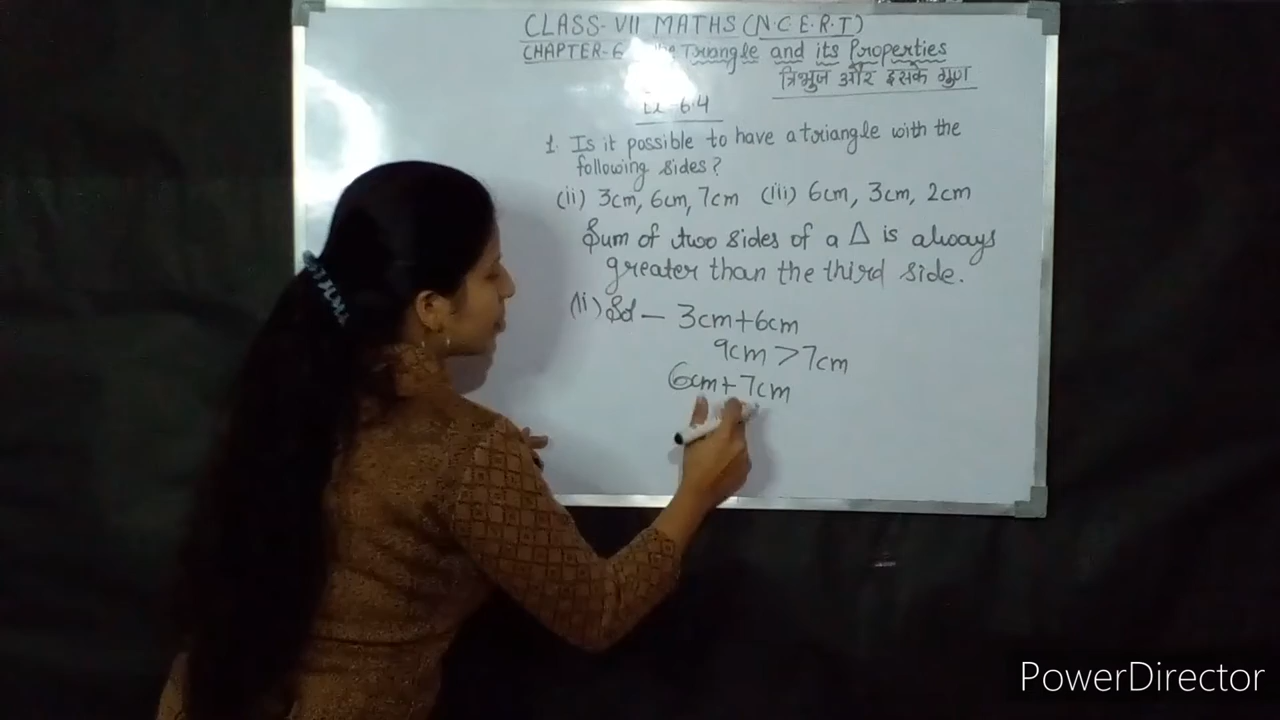 CLASS-VII MATHS (N.C.E.R.T)
CHAPTER-6 The Triangle and its Properties
त्रिभुज और इसके गुण
Ex-6.4
1. Is it possible to have a triangle with the
following sides?
(ii) 3cm, 6cm, 7cm (iii) 6cm, 3cm, 2cm
Sum of two sides of a Δ is always
greater than the third side.
(ii) Sol — 3cm+6cm
9cm > 7cm
6cm+7cm
PowerDirector